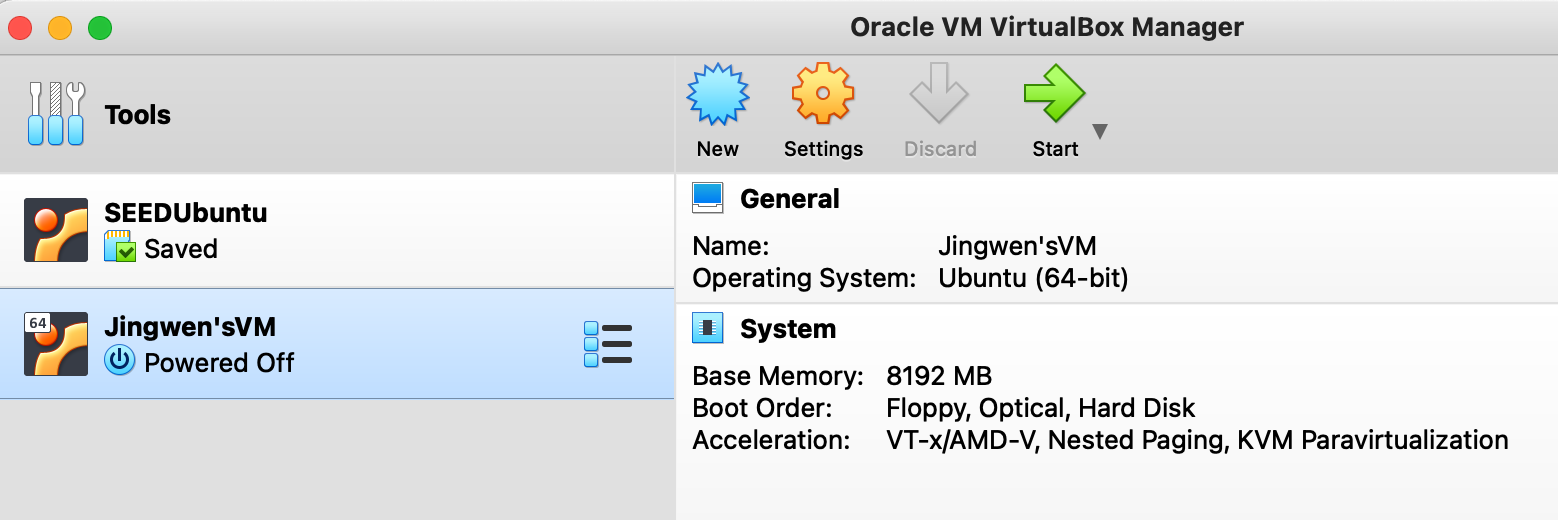 Oracle VM VirtualBox Manager
Tools
New Settings Discard Start
SEEDUbuntu
Saved
64
Jingwen'sVM
Powered Off
General
Name: Jingwen'sVM
Operating System: Ubuntu (64-bit)
System
Base Memory: 8192 MB
Boot Order: Floppy, Optical, Hard Disk
Acceleration: VT-x/AMD-V, Nested Paging, KVM Paravirtualization